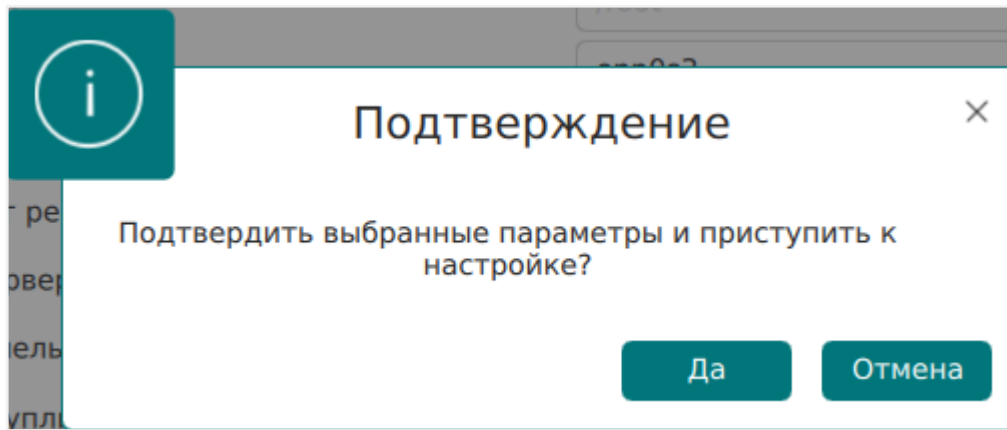 Подтверждение
Подтвердить выбранные параметры и приступить к
настройке?
Да
Отмена